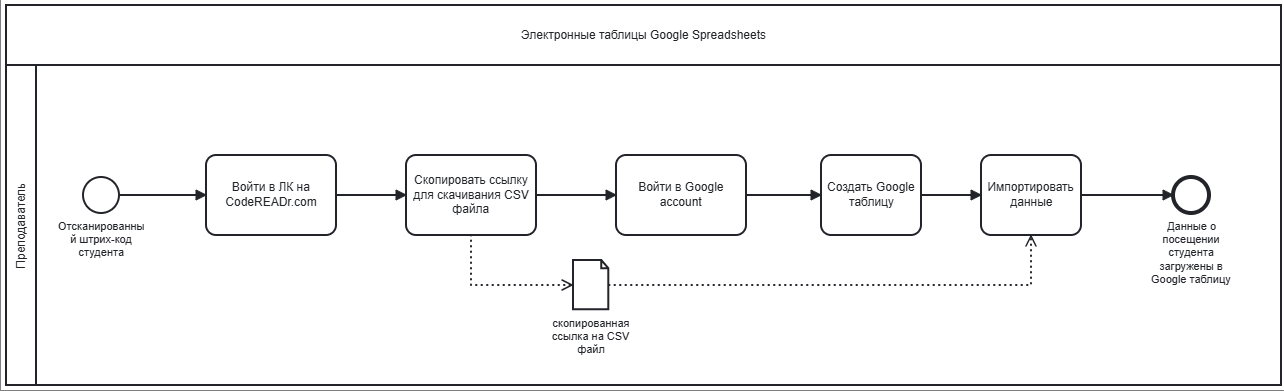 Электронные таблицы Google Spreadsheets
Преподаватель
Отсканированны
й штрих-код
студента
Войти в ЛК на
CodeREADr.com
Скопировать ссылку
для скачивания CSV
файла
Войти в Google
account
Создать Google
таблицу
Импортировать
данные
Данные о
посещении
студента
загружены в
Google таблицу
скопированная
ссылка на CSV
файл